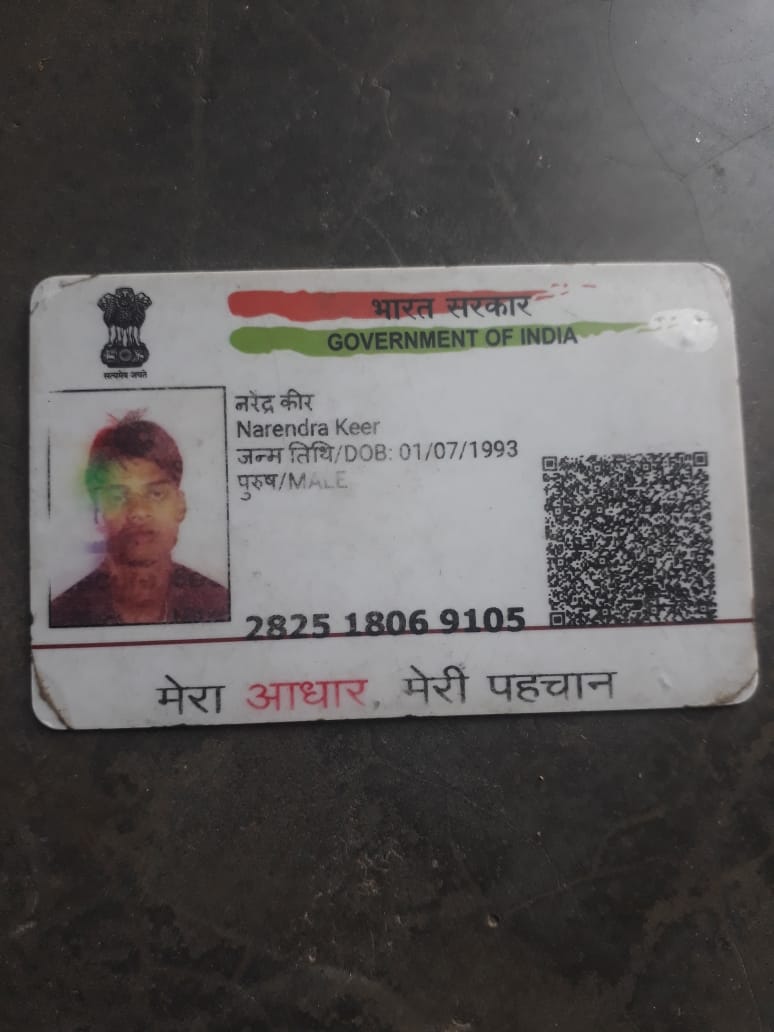 भारत सरकार
GOVERNMENT OF INDIA
सत्यमेव जयते
नरेंद्र कीर
Narendra Keer
जन्म तिथि/DOB: 01/07/1993
पुरुष/MALE
2825 1806 9105
मेरा आधार, मेरी पहचान